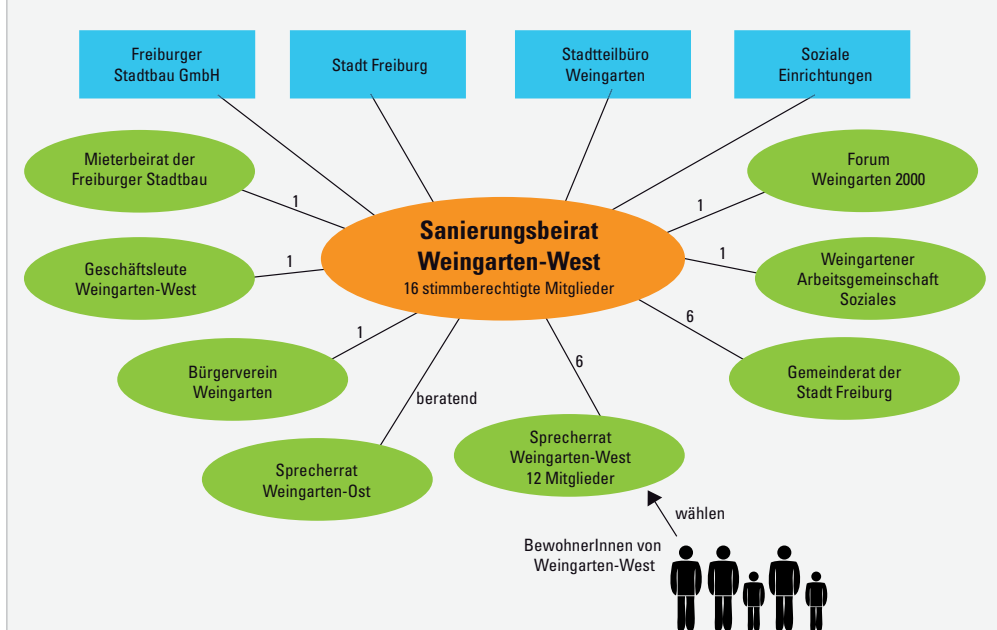 Freiburger
Stadtbau GmbH
Stadt Freiburg
Stadtteilbüro
Weingarten
Soziale
Einrichtungen
Mieterbeirat der
Freiburger Stadtbau
1
Forum
Weingarten 2000
1
Sanierungsbeirat
Weingarten-West
16 stimmberechtigte Mitglieder
Geschäftsleute
Weingarten-West
1
Weingartener
Arbeitsgemeinschaft
Soziales
1
Bürgerverein
Weingarten
1
Gemeinderat der
Stadt Freiburg
6
beratend
6
Sprecherrat
Weingarten-Ost
Sprecherrat
Weingarten-West
12 Mitglieder
wählen
BewohnerInnen von
Weingarten-West